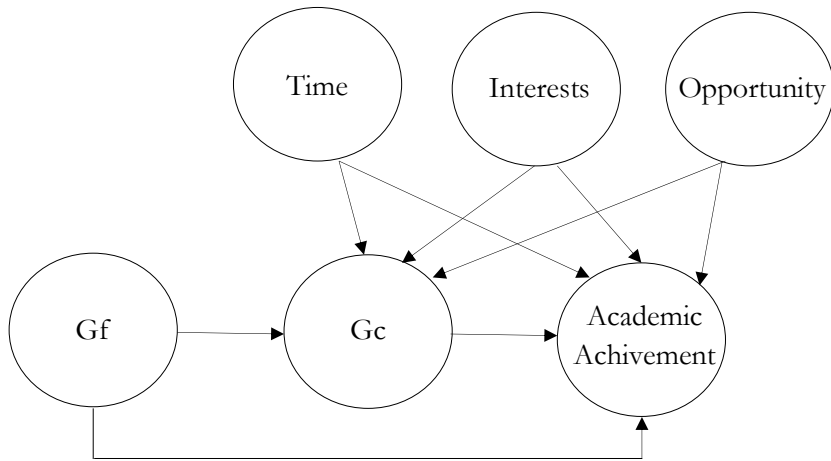 Time
Interests
Opportunity
Gf
Gc
Academic
Achivement